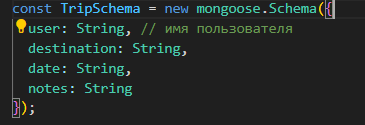 const TripSchema = new mongoose.Schema({
user: String, // имя пользователя
destination: String,
date: String,
notes: String
});